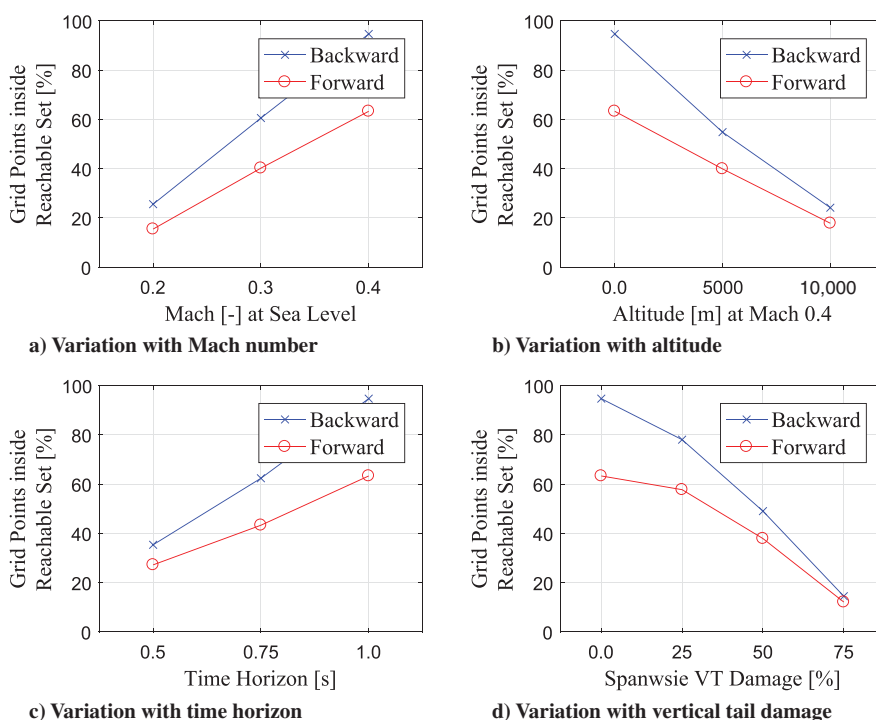 100
80
60
40
20
0
Grid Points inside
Reachable Set [%]
Backward
Forward
0.2 0.3 0.4
Mach [-] at Sea Level
a) Variation with Mach number
100
80
60
40
20
0
Grid Points inside
Reachable Set [%]
Backward
Forward
0.0 5000 10,000
Altitude [m] at Mach 0.4
b) Variation with altitude
100
80
60
40
20
0
Grid Points inside
Reachable Set [%]
Backward
Forward
0.5 0.75 1.0
Time Horizon [s]
c) Variation with time horizon
100
80
60
40
20
0
Grid Points inside
Reachable Set [%]
Backward
Forward
0.0 25 50 75
Spanwsie VT Damage [%]
d) Variation with vertical tail damage